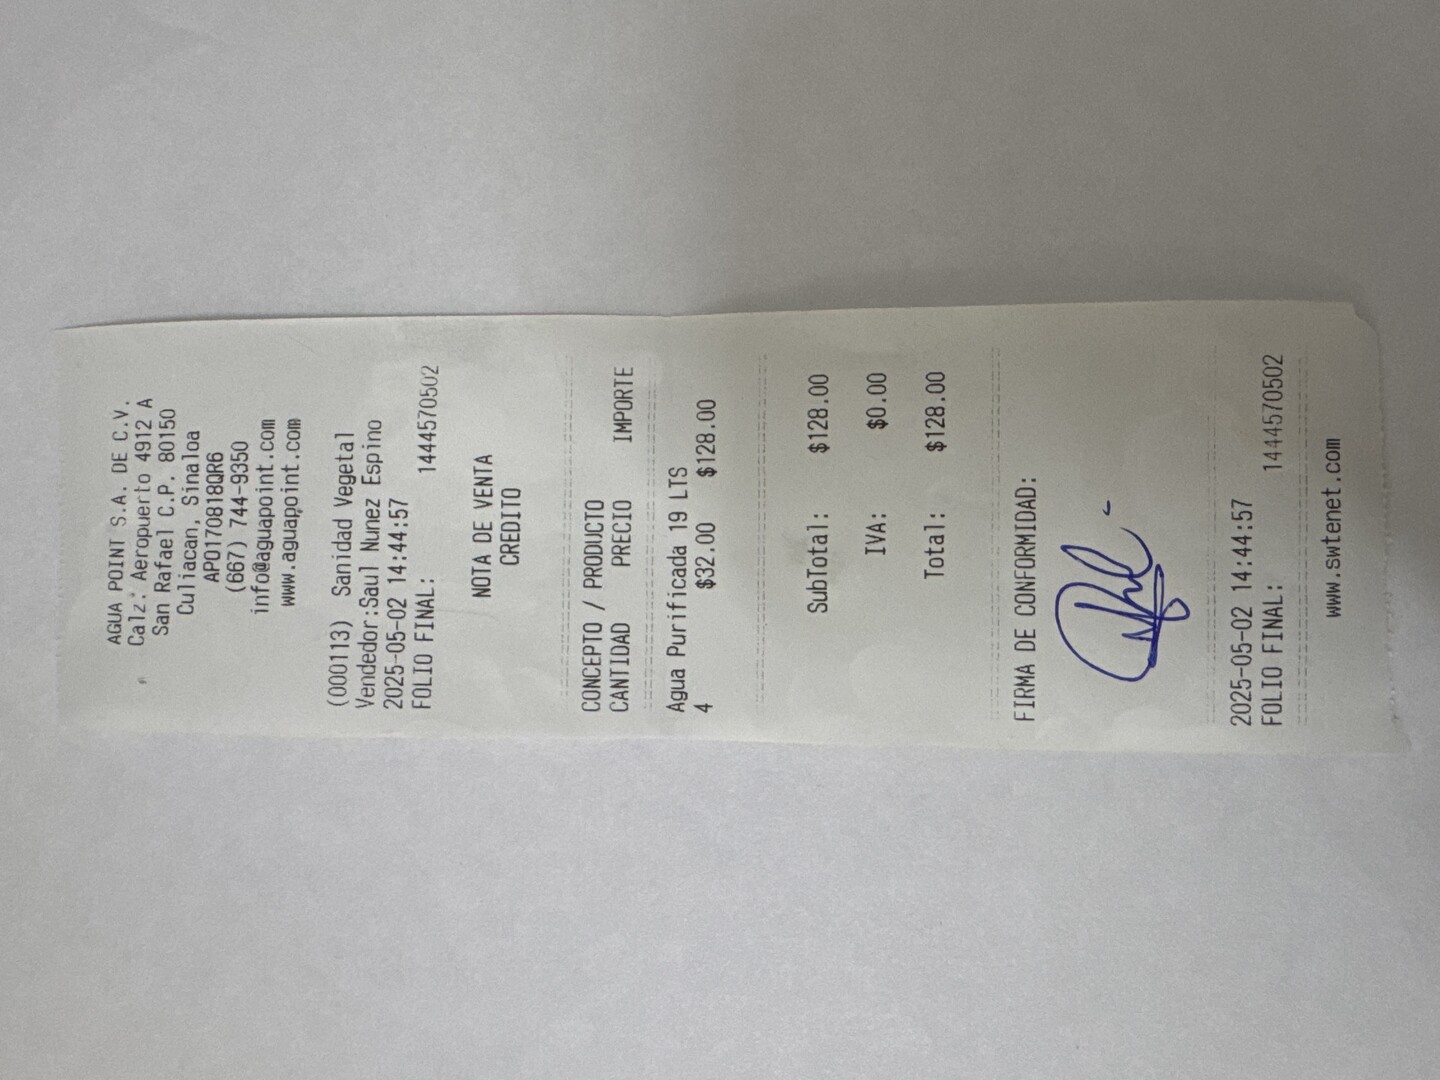 AGUA POINT S.A. DE C.V.
Calz: Aeropuerto 4912 A
San Rafael C.P. 80150
Culiacan, Sinaloa
APO170818QR6
(667) 744-9350
info@aguapoint.com
www.aguapoint.com
(000113) Sanidad Vegetal
Vendedor:Saul Nunez Espino
2025-05-02 14:44:57
FOLIO FINAL: 1444570502
NOTA DE VENTA
CREDITO
CONCEPTO / PRODUCTO
CANTIDAD PRECIO IMPORTE
Agua Purificada 19 LTS
4 $32.00 $128.00
SubTotal: $128.00
IVA: $0.00
Total: $128.00
FIRMA DE CONFORMIDAD:
2025-05-02 14:44:57
FOLIO FINAL: 1444570502
www.swtenet.com